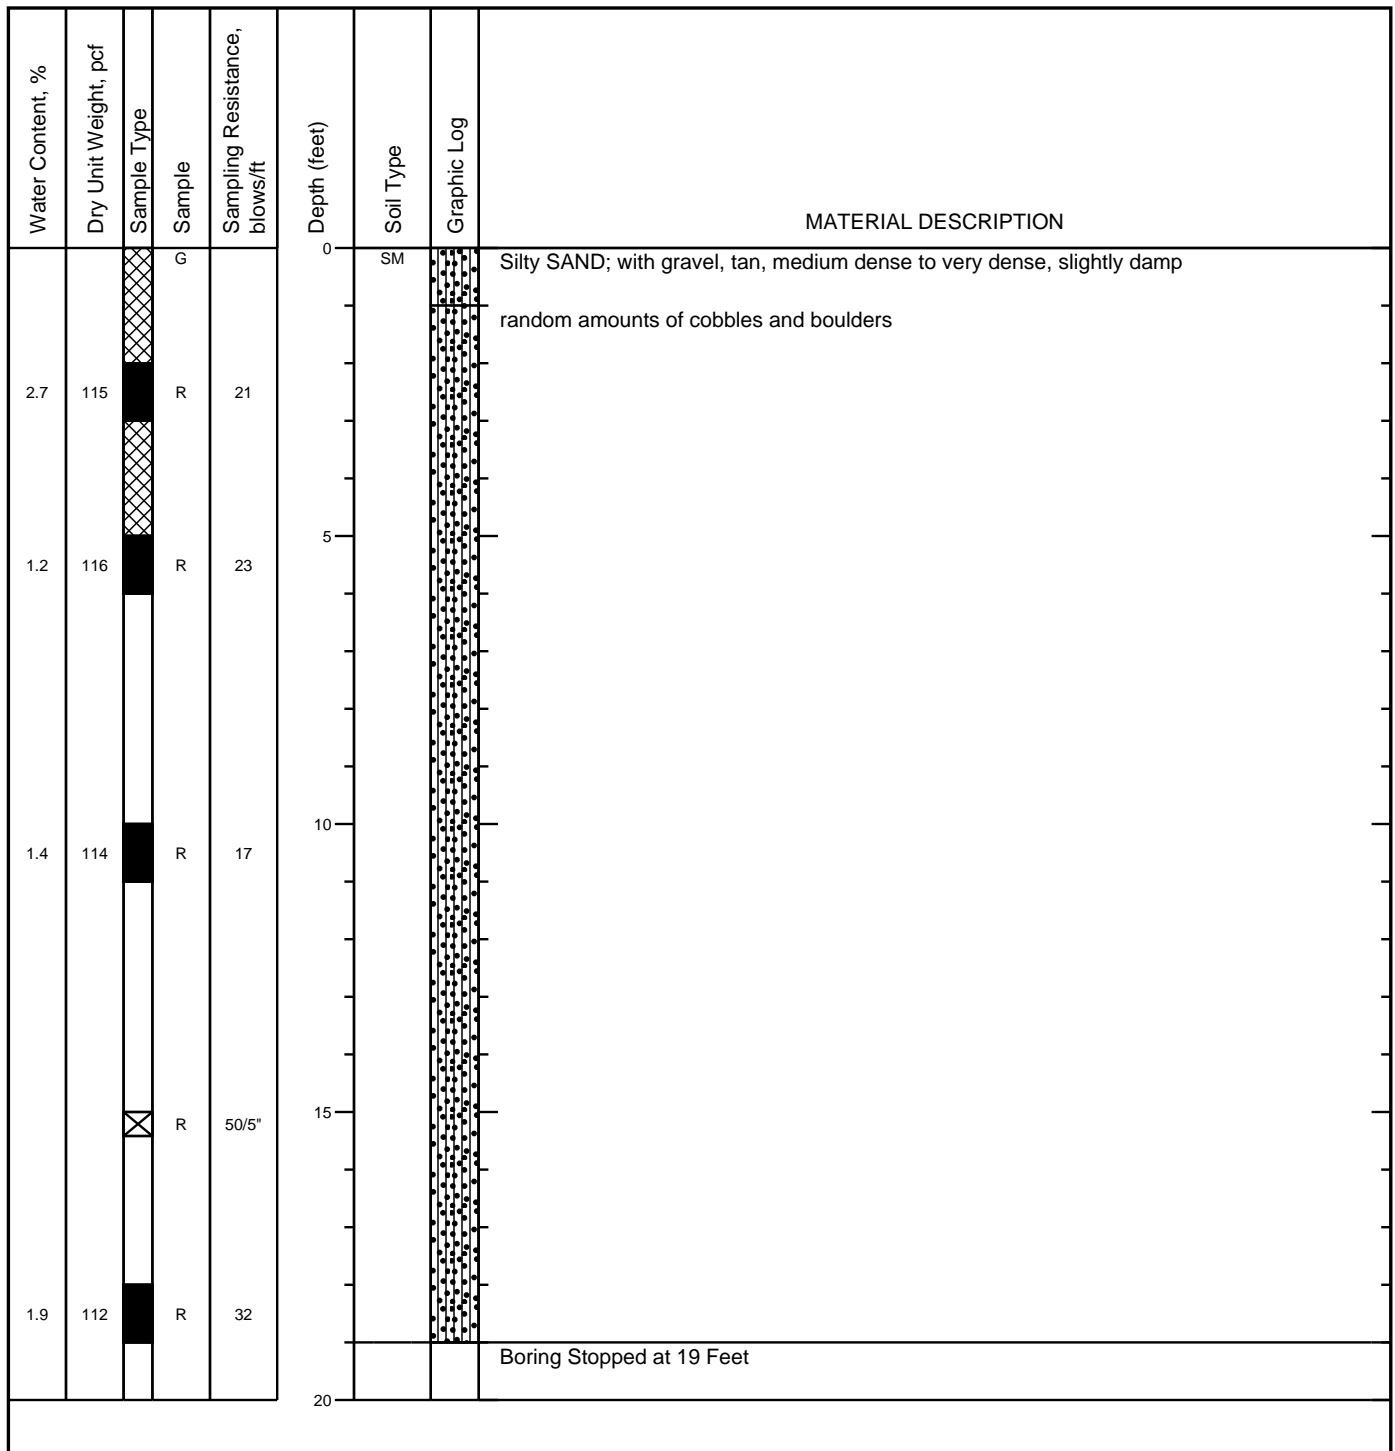 Water Content, %
Dry Unit Weight, pcf
Sample Type
Sample
Sampling Resistance,
blows/ft
Depth (feet)
Soil Type
Graphic Log
MATERIAL DESCRIPTION
0
G SM Silty SAND; with gravel, tan, medium dense to very dense, slightly damp
random amounts of cobbles and boulders
2.7 115 R 21
5
1.2 116 R 23
10
1.4 114 R 17
15
R 50/5"
1.9 112 R 32
Boring Stopped at 19 Feet
20